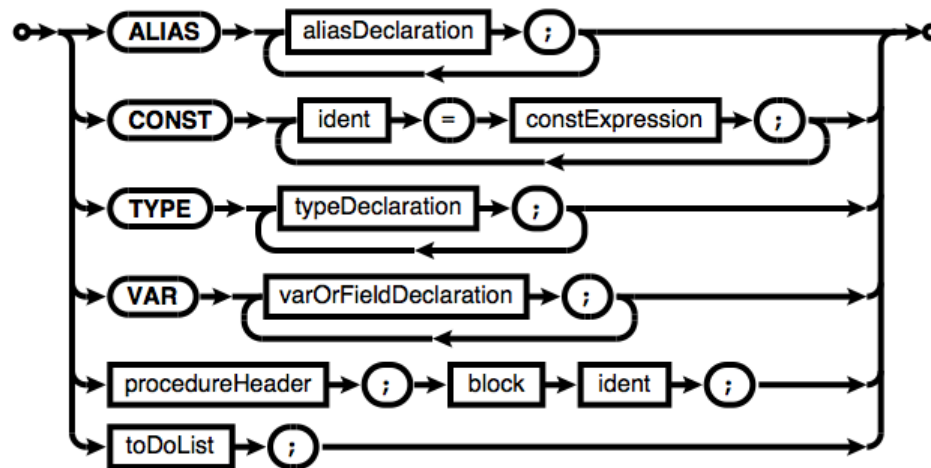 ALIAS aliasDeclaration ;
CONST ident = constExpression ;
TYPE typeDeclaration ;
VAR varOrFieldDeclaration ;
procedureHeader ; block ident ;
toDoList ;